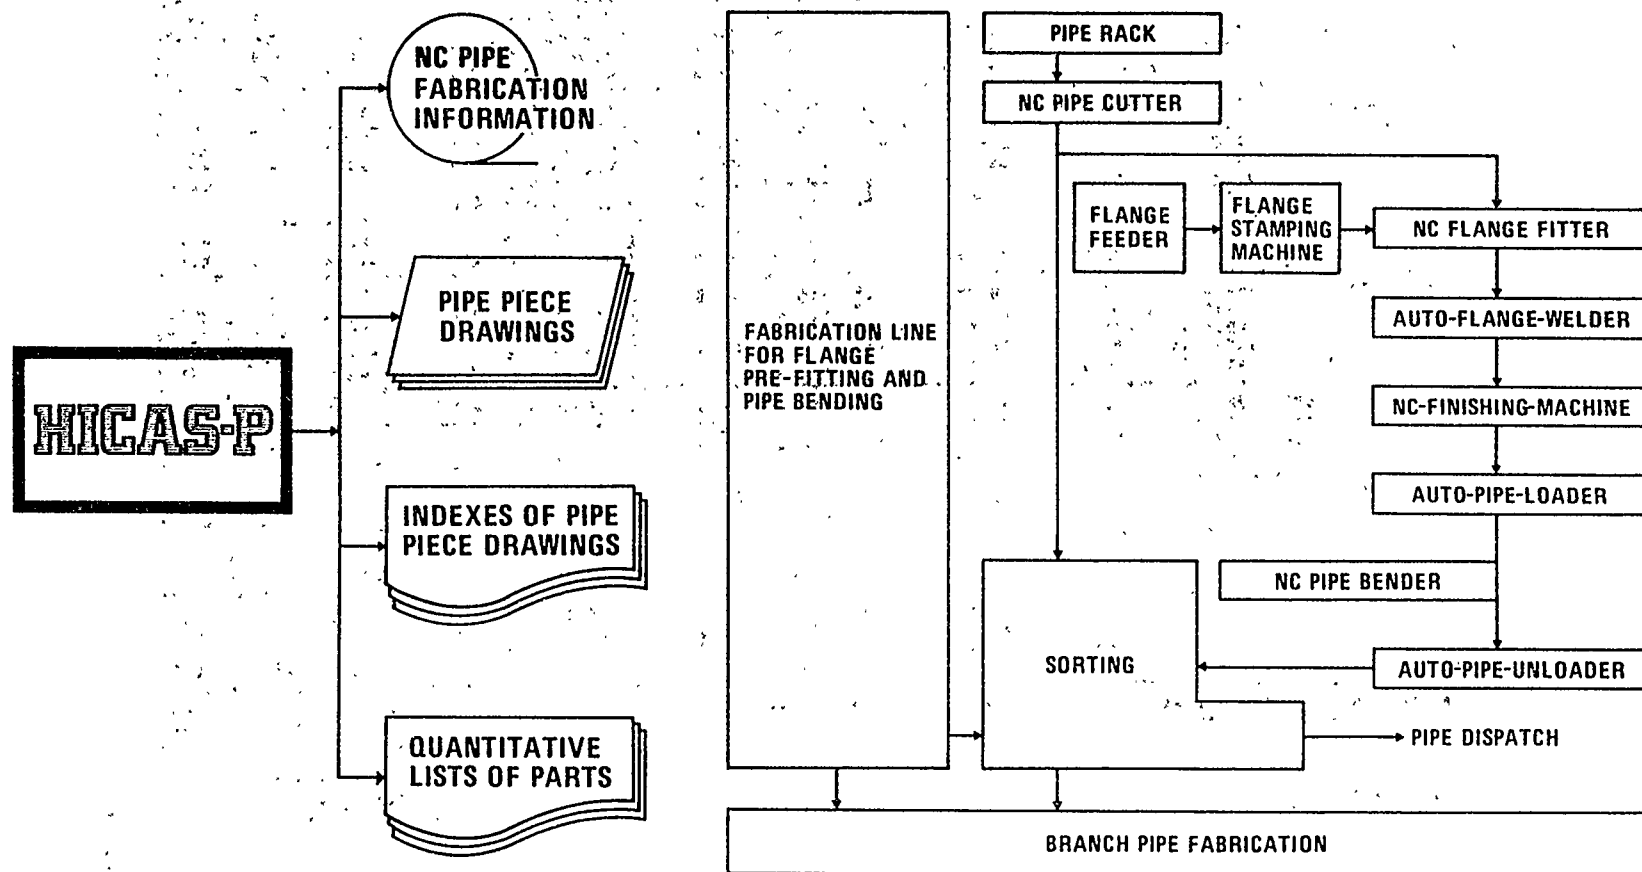 NC PIPE
FABRICATION
INFORMATION
PIPE PIECE
DRAWINGS
HICAS-P
INDEXES OF PIPE
PIECE DRAWINGS
QUANTITATIVE
LISTS OF PARTS
FABRICATION LINE
FOR FLANGE
PRE-FITTING AND
PIPE BENDING
PIPE RACK
NC PIPE CUTTER
FLANGE
FEEDER
FLANGE
STAMPING
MACHINE
NC FLANGE FITTER
AUTO-FLANGE-WELDER
NC-FINISHING-MACHINE
AUTO-PIPE-LOADER
NC PIPE BENDER
AUTO-PIPE-UNLOADER
SORTING
PIPE DISPATCH
BRANCH PIPE FABRICATION